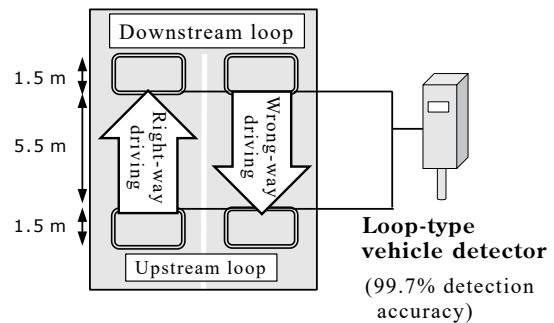 Downstream loop
1.5 m
5.5 m
1.5 m
Right-way
driving
Wrong-way
driving
Upstream loop
Loop-type
vehicle detector
(99.7% detection
accuracy)